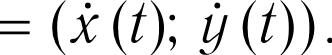 = (ẋ (t); ẏ (t)).